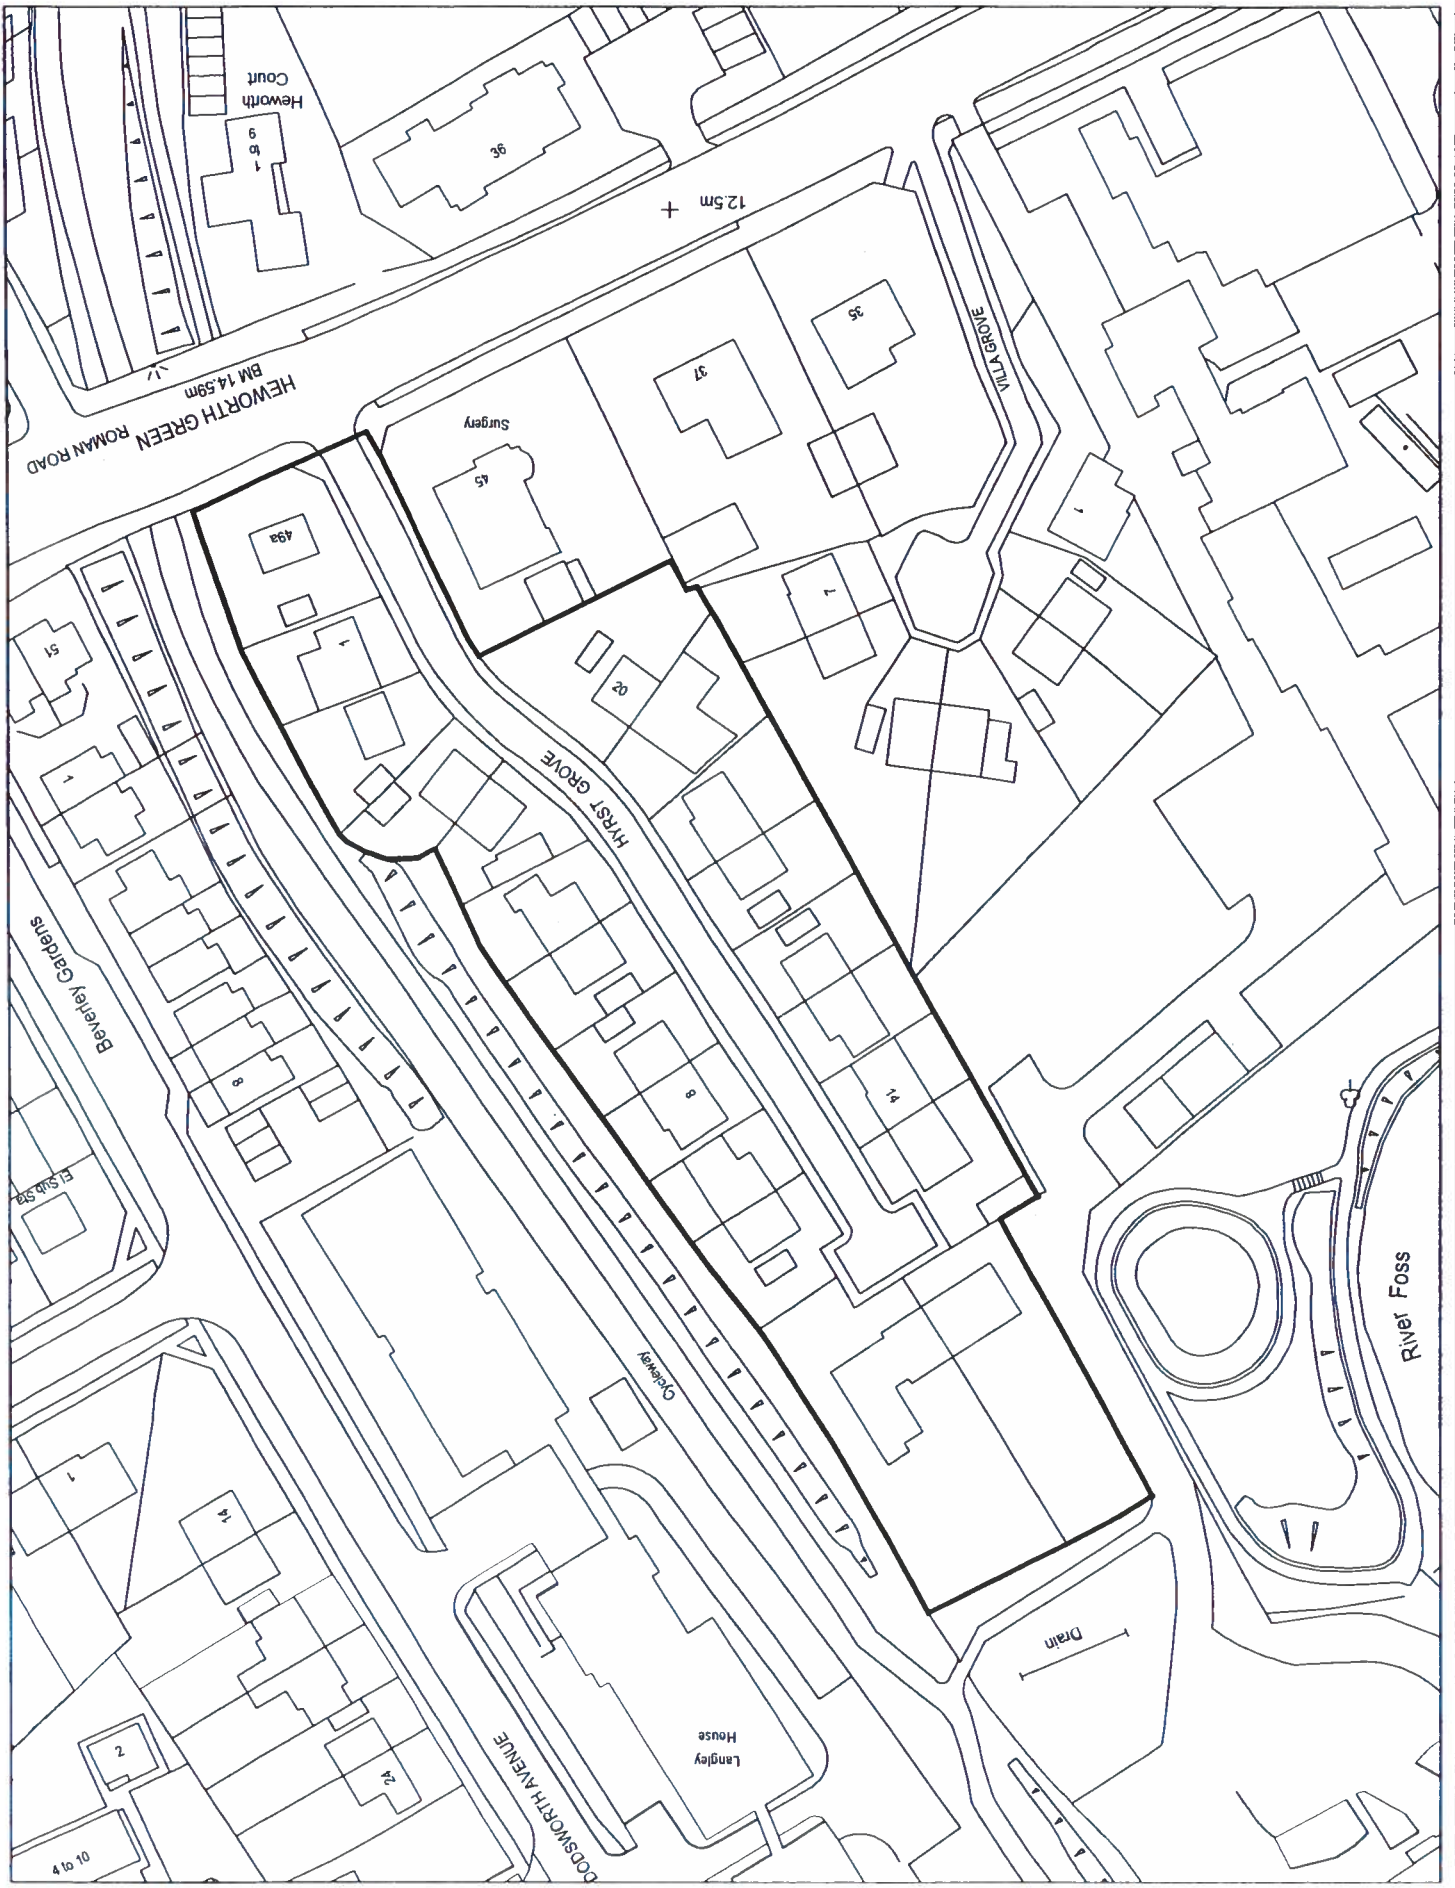 Heworth
Court
1
to
9
36
12.5m
HEWORTH GREEN
ROMAN ROAD
BM 14.59m
Surgery
45
37
35
VILLA GROVE
1
7
49a
1
51
1
20
HYRST GROVE
8
14
Beverley Gardens
8
El Sub Sta
Cycleway
River Foss
1
14
Drain
Langley
House
DODSWORTH AVENUE
2
24
4 to 10